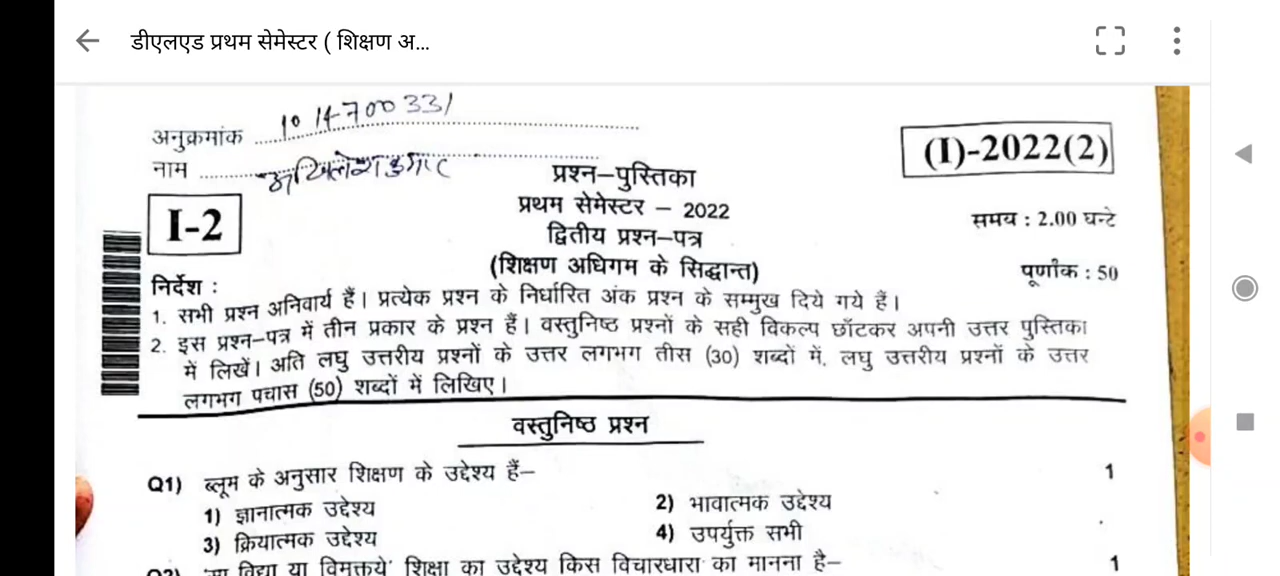 डीएलएड प्रथम सेमेस्टर ( शिक्षण अ...
अनुक्रमांक 1014700331
नाम अखिलेश कुमार
(I)-2022(2)
प्रश्न–पुस्तिका
I-2
प्रथम सेमेस्टर – 2022
समय : 2.00 घन्टे
द्वितीय प्रश्न–पत्र
(शिक्षण अधिगम के सिद्धान्त)
पूर्णांक : 50
निर्देश :
1. सभी प्रश्न अनिवार्य हैं। प्रत्येक प्रश्न के निर्धारित अंक प्रश्न के सम्मुख दिये गये हैं।
2. इस प्रश्न–पत्र में तीन प्रकार के प्रश्न हैं। वस्तुनिष्ठ प्रश्नों के सही विकल्प छाँटकर अपनी उत्तर पुस्तिका
में लिखें। अति लघु उत्तरीय प्रश्नों के उत्तर लगभग तीस (30) शब्दों में, लघु उत्तरीय प्रश्नों के उत्तर
लगभग पचास (50) शब्दों में लिखिए।
वस्तुनिष्ठ प्रश्न
Q1) ब्लूम के अनुसार शिक्षण के उद्देश्य हैं– 1
1) ज्ञानात्मक उद्देश्य 2) भावात्मक उद्देश्य
3) क्रियात्मक उद्देश्य 4) उपर्युक्त सभी
Q2) 'सा विद्या या विमुक्तये' शिक्षा का उद्देश्य किस विचारधारा का मानना है– 1